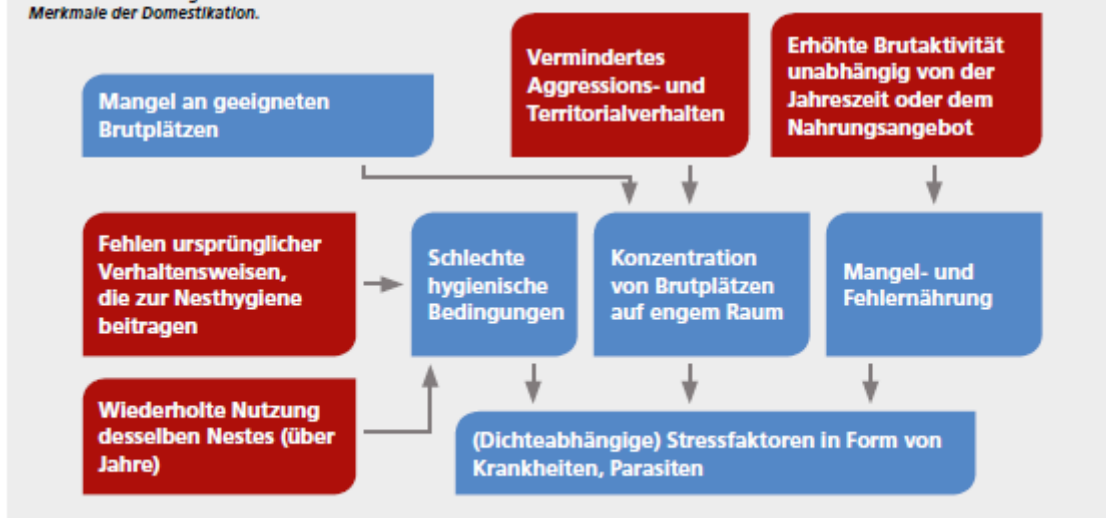 Merkmale der Domestikation.
Mangel an geeigneten
Brutplätzen
Vermindertes
Aggressions- und
Territorialverhalten
Erhöhte Brutaktivität
unabhängig von der
Jahreszeit oder dem
Nahrungsangebot
Fehlen ursprünglicher
Verhaltensweisen,
die zur Nesthygiene
beitragen
Schlechte
hygienische
Bedingungen
Konzentration
von Brutplätzen
auf engem Raum
Mangel- und
Fehlernährung
Wiederholte Nutzung
desselben Nestes (über
Jahre)
(Dichteabhängige) Stressfaktoren in Form von
Krankheiten, Parasiten